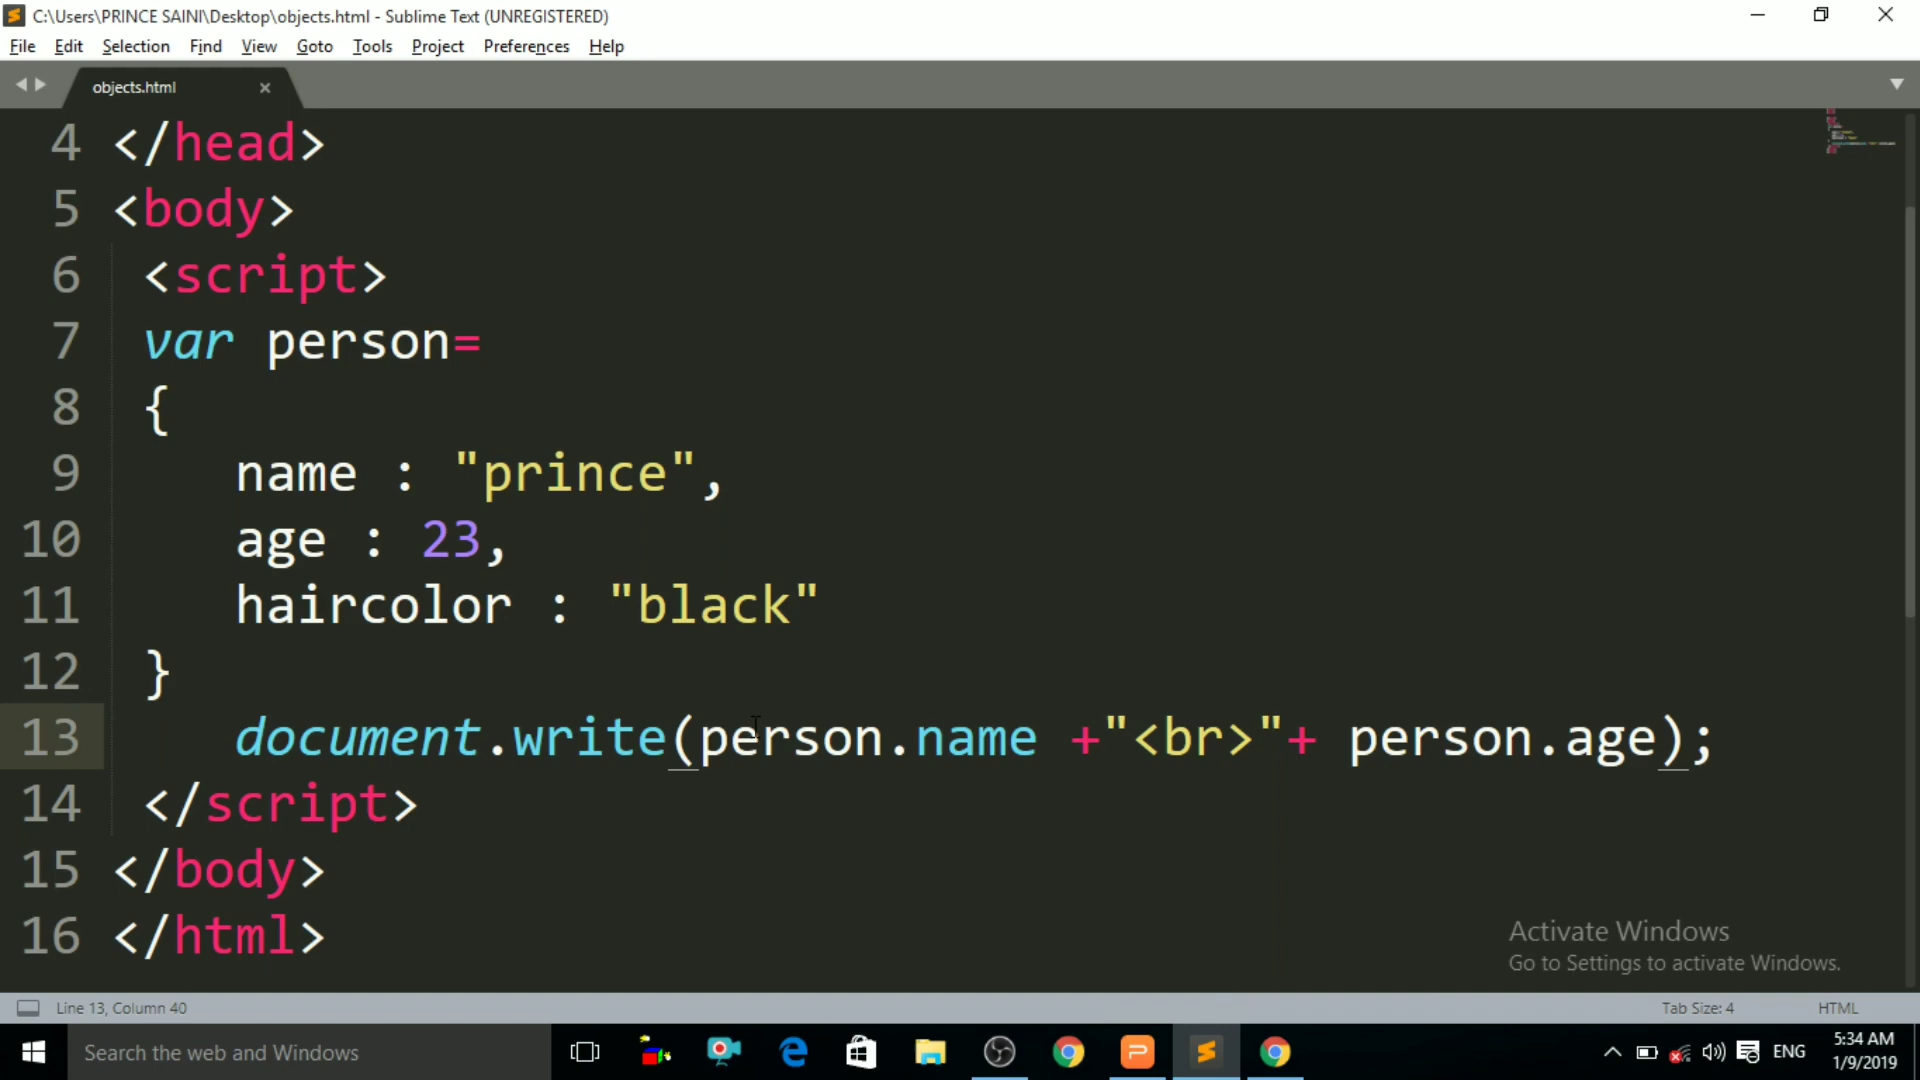 C:\Users\PRINCE SAINI\Desktop\objects.html - Sublime Text (UNREGISTERED)
File Edit Selection Find View Goto Tools Project Preferences Help
objects.html
4 </head>
5 <body>
6 <script>
7 var person=
8 {
9 name : "prince",
10 age : 23,
11 haircolor : "black"
12 }
13 document.write(person.name +"<br>"+ person.age);
14 </script>
15 </body>
16 </html>
Activate Windows
Go to Settings to activate Windows.
Line 13, Column 40 Tab Size: 4 HTML
Search the web and Windows ENG 5:34 AM
1/9/2019